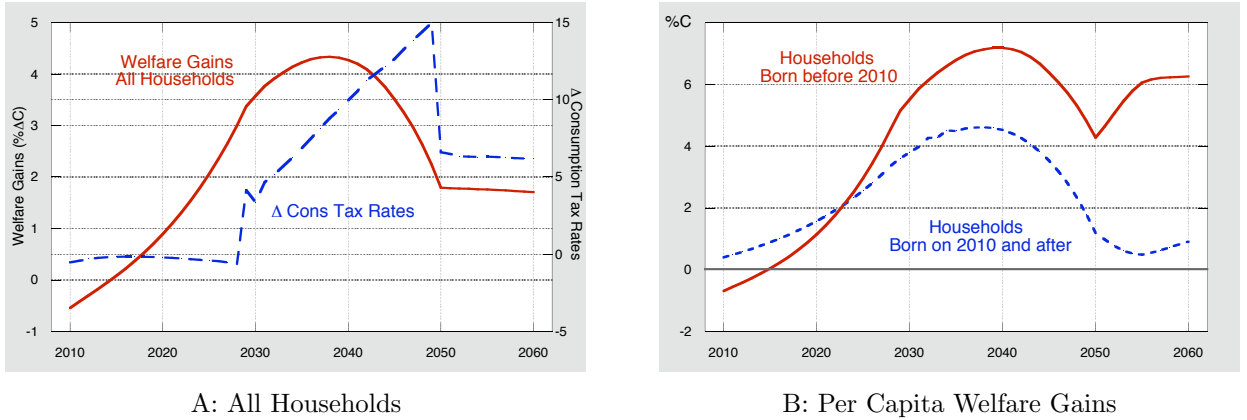 5
4
3
2
1
0
-1
Welfare Gains (%ΔC)
Welfare Gains
All Households
Δ Cons Tax Rates
15
10
5
0
-5
Δ Consumption Tax Rates
2010 2020 2030 2040 2050 2060
A: All Households
%C
6
4
2
0
-2
Households
Born before 2010
Households
Born on 2010 and after
2010 2020 2030 2040 2050 2060
B: Per Capita Welfare Gains